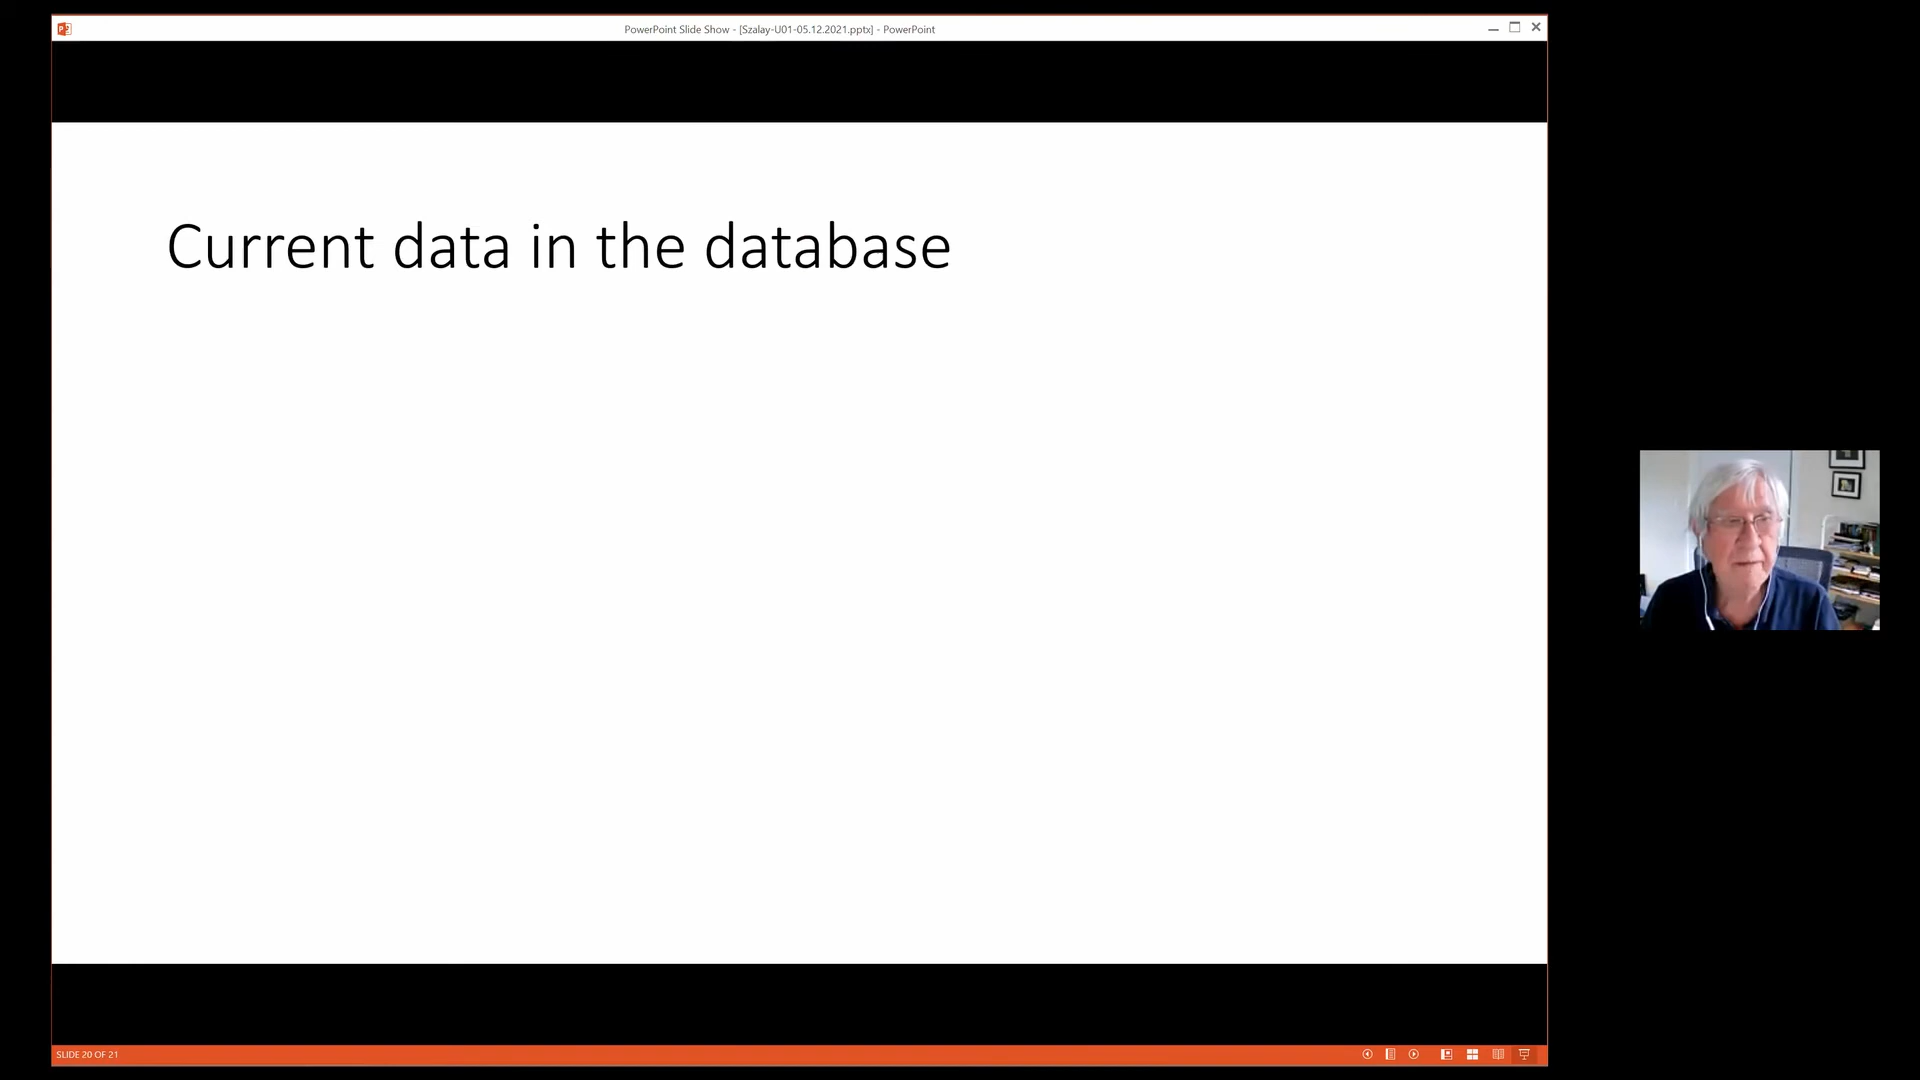 PowerPoint Slide Show - [Szalay-U01-05.12.2021.pptx] - PowerPoint
Current data in the database
SLIDE 20 OF 21